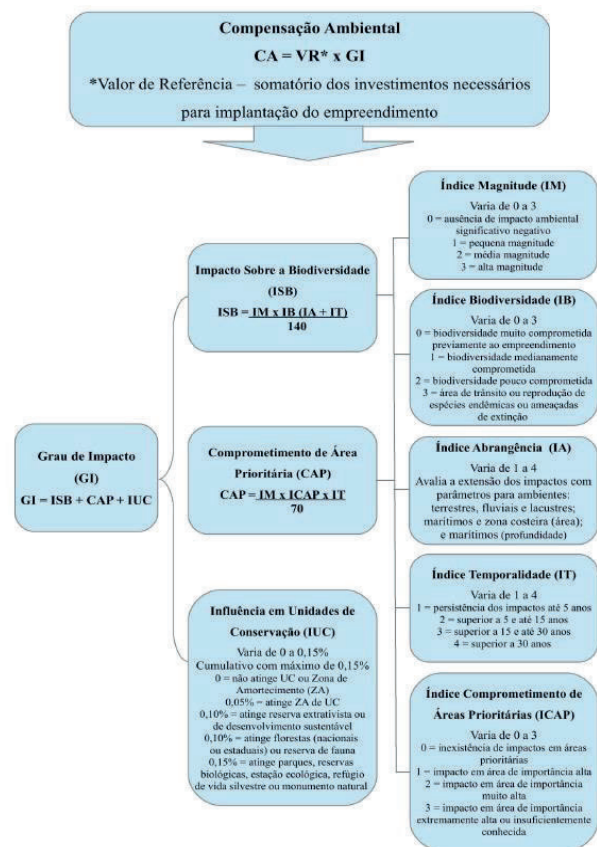 Compensação Ambiental
CA = VR* x GI
*Valor de Referência – somatório dos investimentos necessários
para implantação do empreendimento
Grau de Impacto
(GI)
GI = ISB + CAP + IUC
Impacto Sobre a Biodiversidade
(ISB)
ISB = IM x IB (IA + IT)
140
Comprometimento de Área
Prioritária (CAP)
CAP = IM x ICAP x IT
70
Influência em Unidades de
Conservação (IUC)
Varia de 0 a 0,15%
Cumulativo com máximo de 0,15%
0 = não atinge UC ou Zona de
Amortecimento (ZA)
0,05% = atinge ZA de UC
0,10% = atinge reserva extrativista ou
de desenvolvimento sustentável
0,10% = atinge florestas (nacionais
ou estaduais) ou reserva de fauna
0,15% = atinge parques, reservas
biológicas, estação ecológica, refúgio
de vida silvestre ou monumento natural
Índice Magnitude (IM)
Varia de 0 a 3
0 = ausência de impacto ambiental
significativo negativo
1 = pequena magnitude
2 = média magnitude
3 = alta magnitude
Índice Biodiversidade (IB)
Varia de 0 a 3
0 = biodiversidade muito comprometida
previamente ao empreendimento
1 = biodiversidade medianamente
comprometida
2 = biodiversidade pouco comprometida
3 = área de trânsito ou reprodução de
espécies endêmicas ou ameaçadas
de extinção
Índice Abrangência (IA)
Varia de 1 a 4
Avalia a extensão dos impactos com
parâmetros para ambientes:
terrestres, fluviais e lacustres;
marítimos e zona costeira (área);
e marítimos (profundidade)
Índice Temporalidade (IT)
Varia de 1 a 4
1 = persistência dos impactos até 5 anos
2 = superior a 5 e até 15 anos
3 = superior a 15 e até 30 anos
4 = superior a 30 anos
Índice Comprometimento de
Áreas Prioritárias (ICAP)
Varia de 0 a 3
0 = inexistência de impactos em áreas
prioritárias
1 = impacto em área de importância alta
2 = impacto em área de importância
muito alta
3 = impacto em área de importância
extremamente alta ou insuficientemente
conhecida